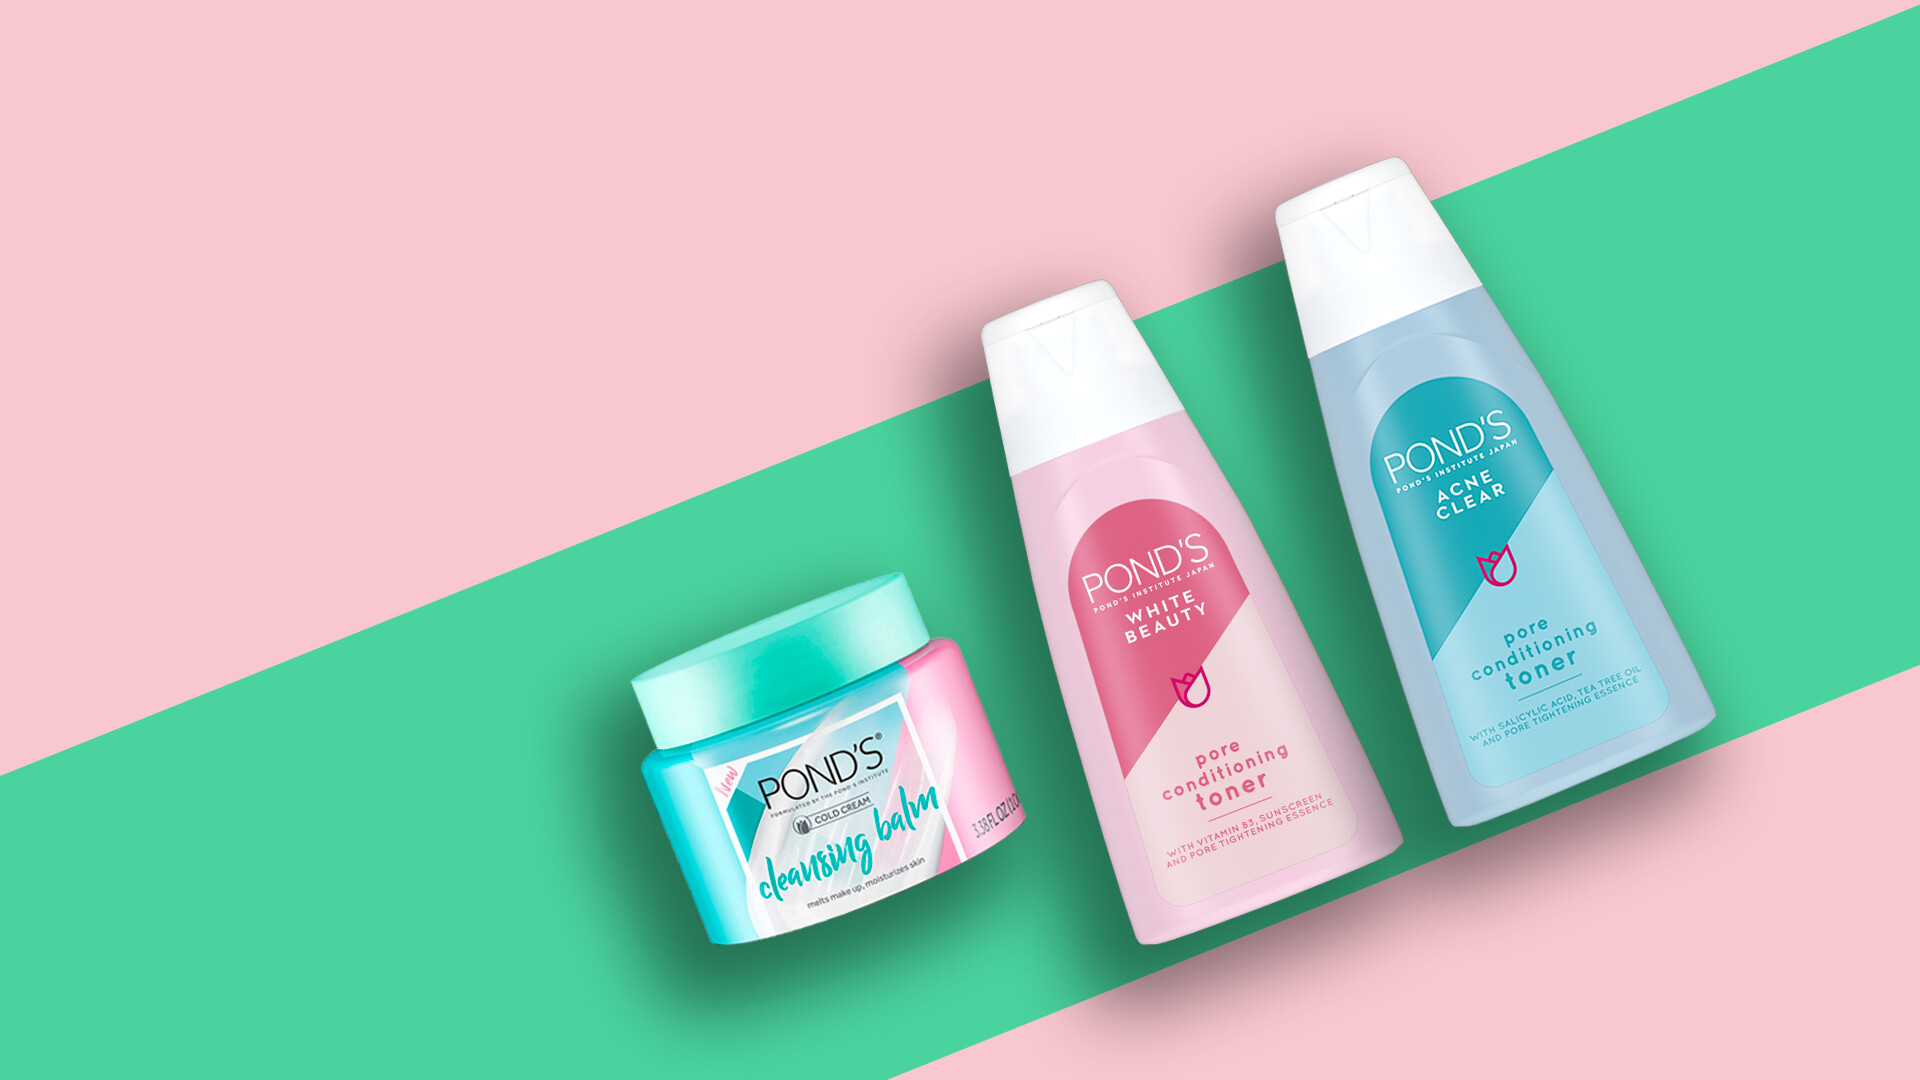 New
POND'S®
FORMULATED BY THE POND'S INSTITUTE
COLD CREAM
cleansing balm
melts make up, moisturizes skin
3.38 FL OZ (10
POND'S
POND'S INSTITUTE JAPAN
WHITE
BEAUTY
pore
conditioning
toner
WITH VITAMIN B3, SUNSCREEN
AND PORE TIGHTENING ESSENCE
POND'S
POND'S INSTITUTE JAPAN
ACNE
CLEAR
pore
conditioning
toner
WITH SALICYLIC ACID, TEA TREE OIL
AND PORE TIGHTENING ESSENCE